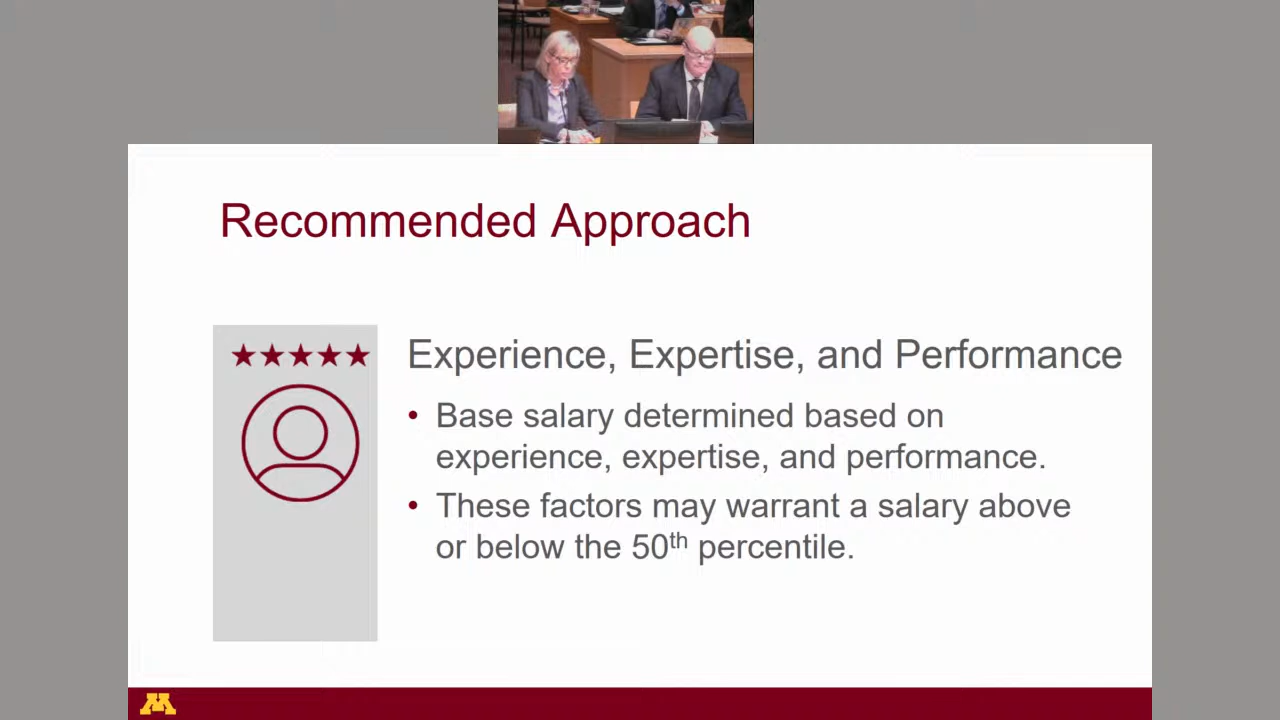 Recommended Approach
Experience, Expertise, and Performance
• Base salary determined based on
experience, expertise, and performance.
• These factors may warrant a salary above
or below the 50th percentile.
M